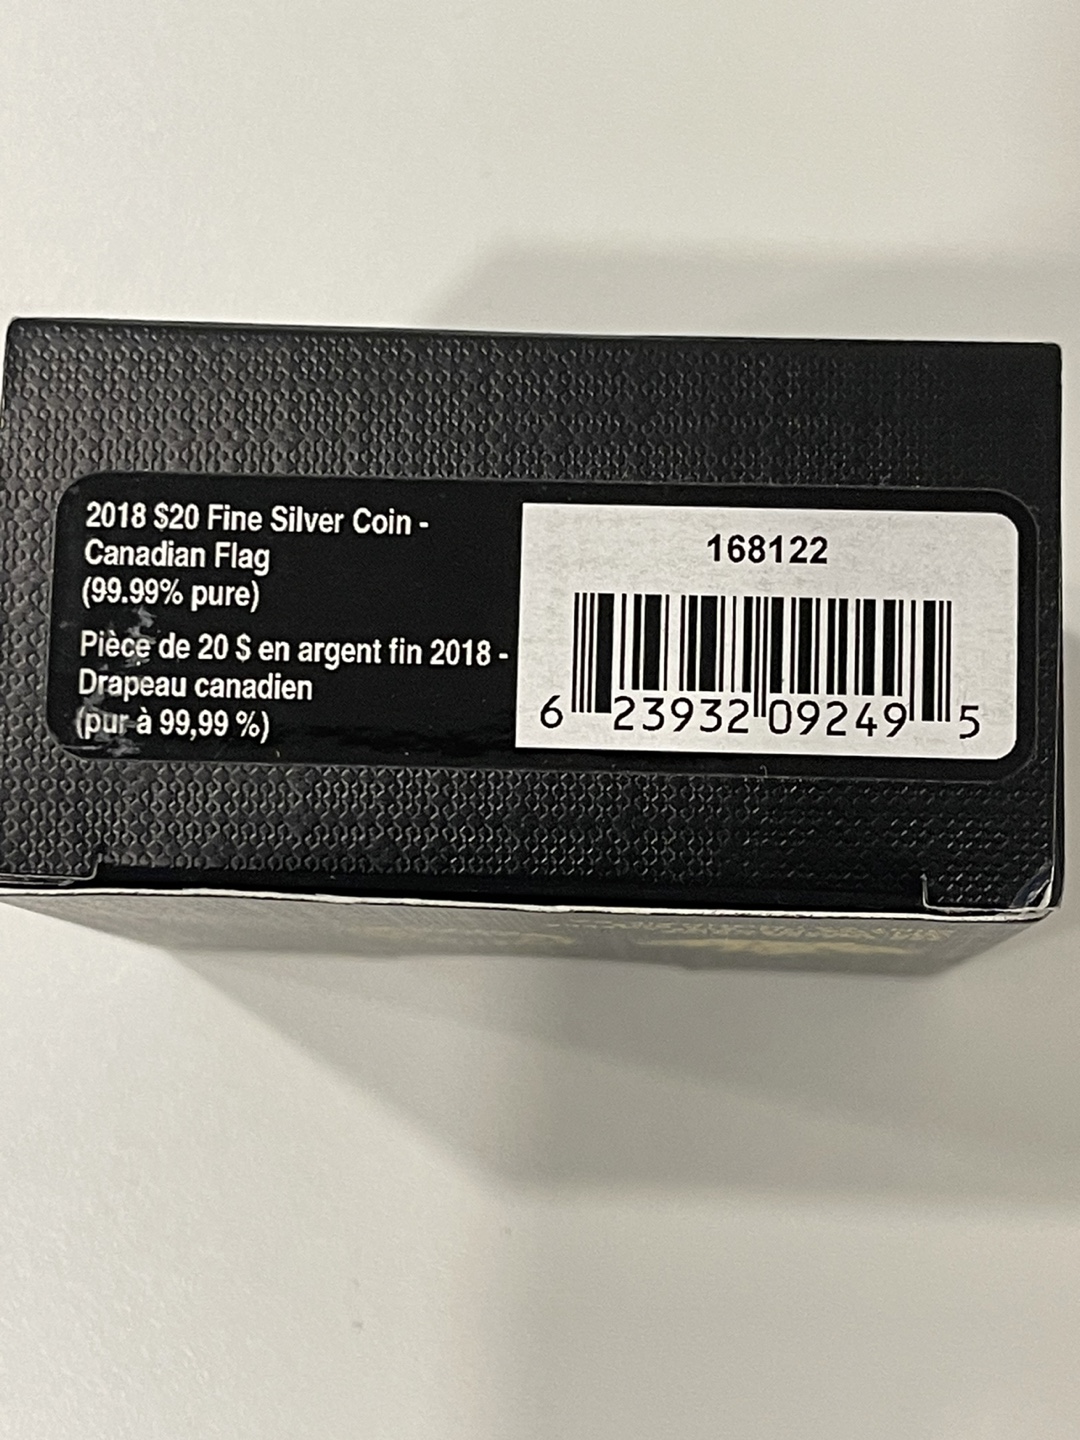 2018 $20 Fine Silver Coin -
Canadian Flag
(99.99% pure)
Pièce de 20 $ en argent fin 2018 -
Drapeau canadien
(pur à 99,99 %)
168122
6 23932 09249 5